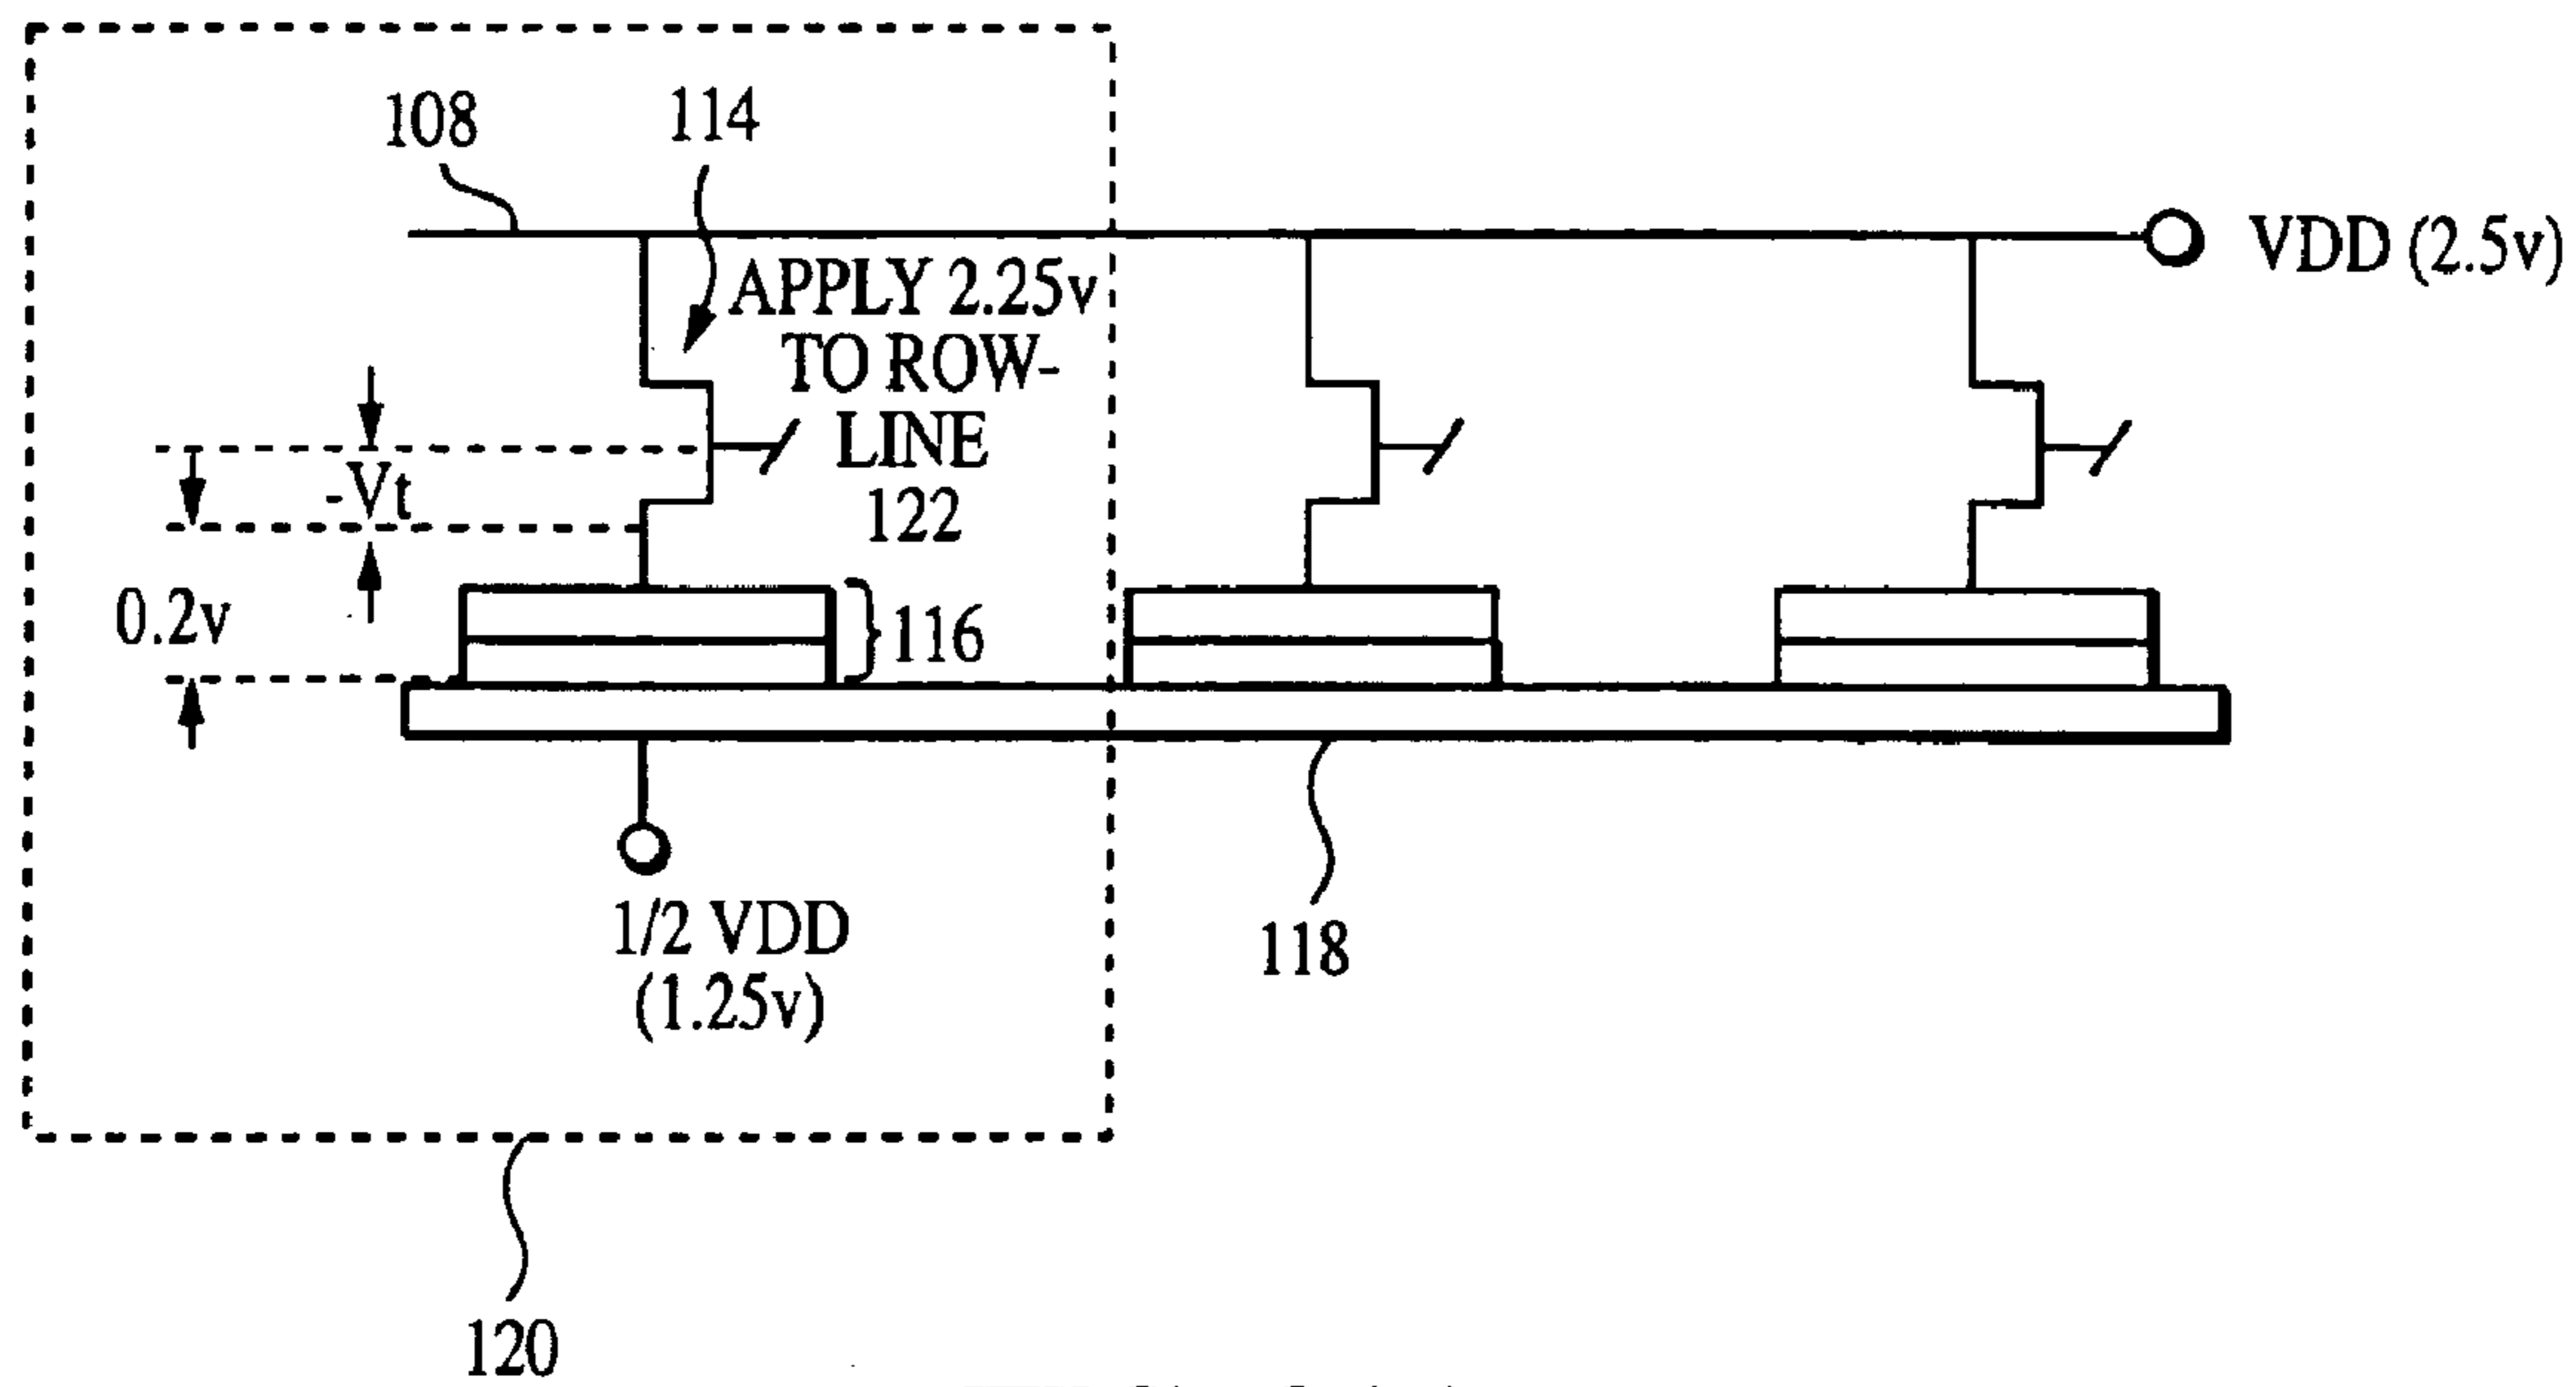 108
114
VDD (2.5v)
APPLY 2.25v
TO ROW-
LINE
122
-Vt
0.2v
116
1/2 VDD
(1.25v)
118
120